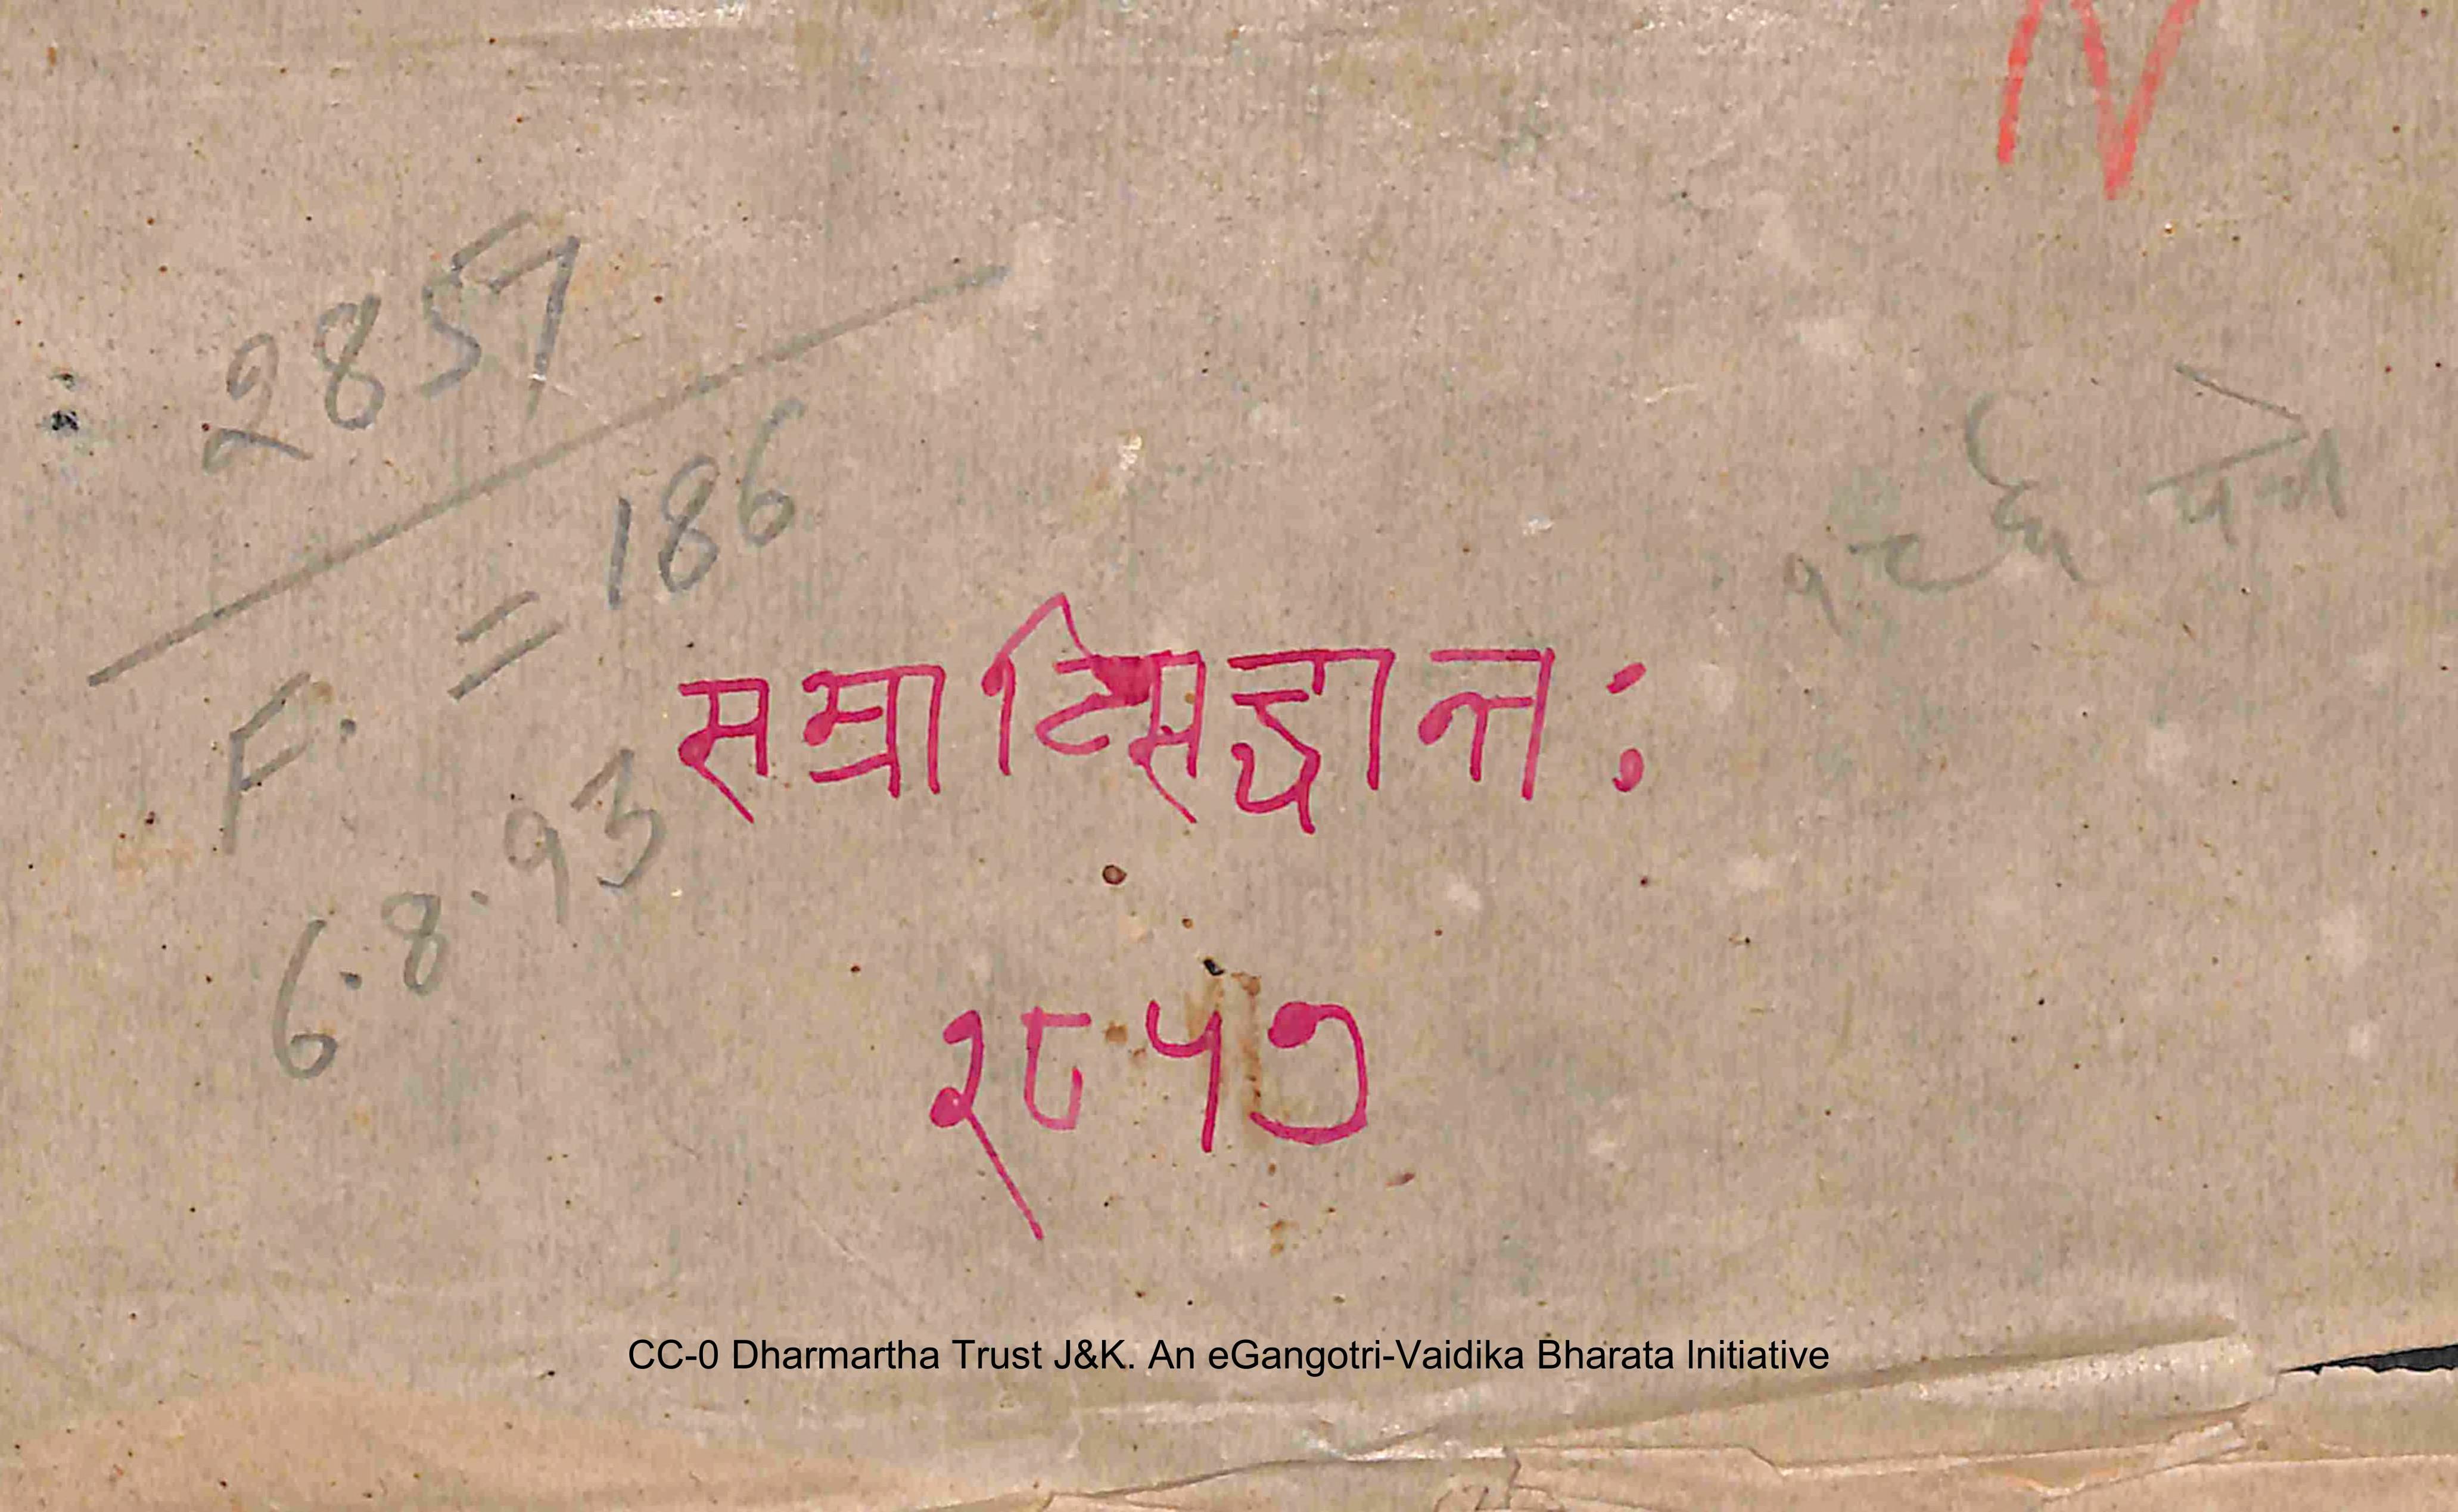 N
2857
F. = 186
6.8.93
सम्राट्सिद्धान्तः
२८५७
CC-0 Dharmartha Trust J&K. An eGangotri-Vaidika Bharata Initiative